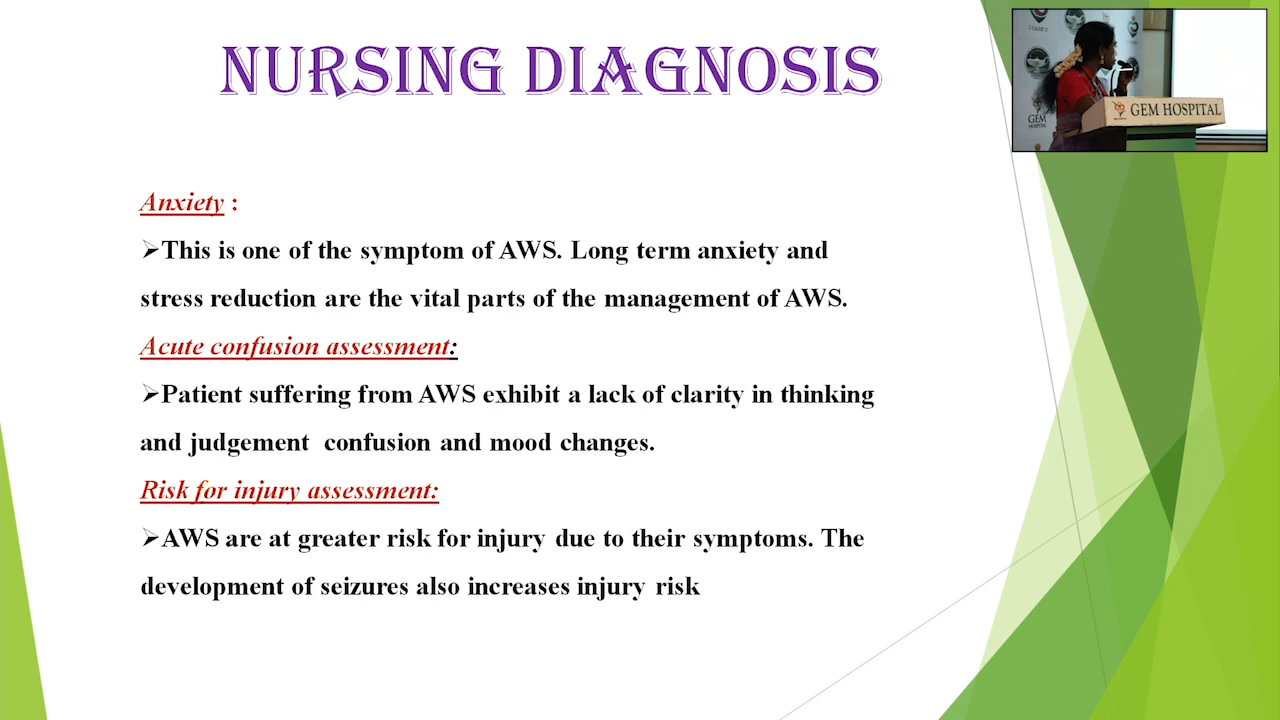 NURSING DIAGNOSIS
GEM HOSPITAL
GEM
HOSPITAL
Anxiety :
➢This is one of the symptom of AWS. Long term anxiety and
stress reduction are the vital parts of the management of AWS.
Acute confusion assessment:
➢Patient suffering from AWS exhibit a lack of clarity in thinking
and judgement confusion and mood changes.
Risk for injury assessment:
➢AWS are at greater risk for injury due to their symptoms. The
development of seizures also increases injury risk